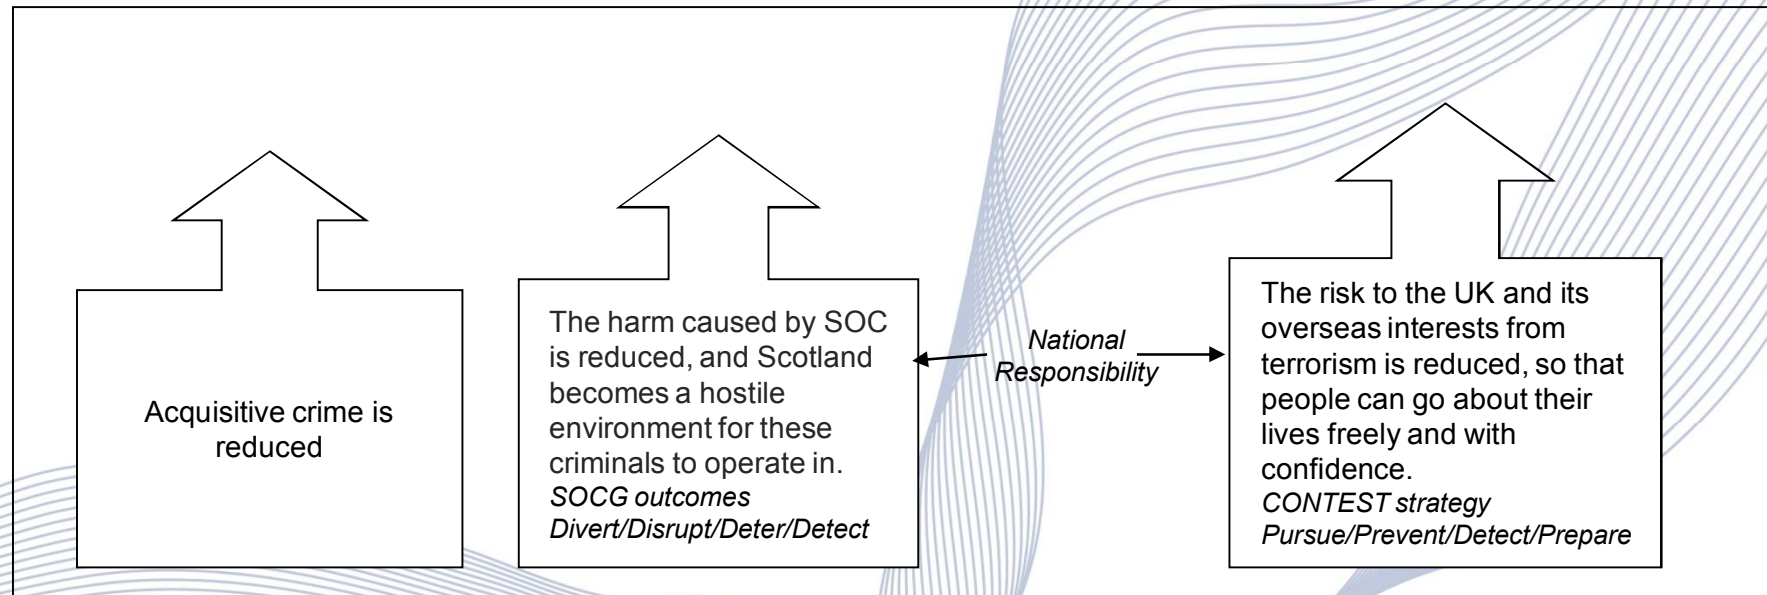 Acquisitive crime is
reduced
The harm caused by SOC
is reduced, and Scotland
becomes a hostile
environment for these
criminals to operate in.
SOCG outcomes
Divert/Disrupt/Deter/Detect
National
Responsibility
The risk to the UK and its
overseas interests from
terrorism is reduced, so that
people can go about their
lives freely and with
confidence.
CONTEST strategy
Pursue/Prevent/Detect/Prepare